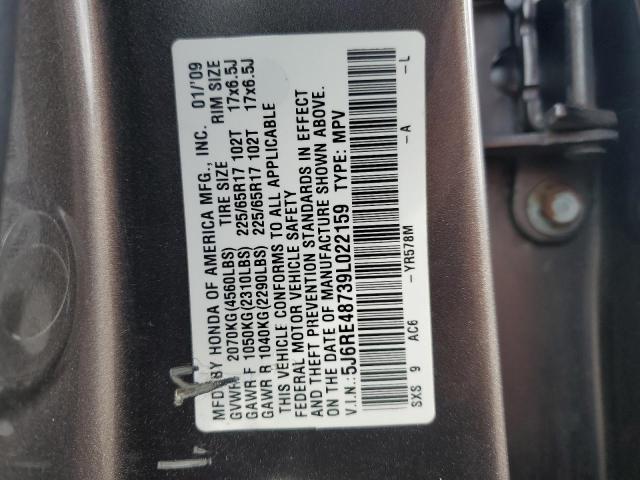 MFD BY HONDA OF AMERICA MFG., INC. 01/'09
GVWR 2070KG(4560LBS) TIRE SIZE RIM SIZE
GAWR F 1050KG(2310LBS) 225/65R17 102T 17x6.5J
GAWR R 1040KG(2290LBS) 225/65R17 102T 17x6.5J
THIS VEHICLE CONFORMS TO ALL APPLICABLE
FEDERAL MOTOR VEHICLE SAFETY
AND THEFT PREVENTION STANDARDS IN EFFECT
ON THE DATE OF MANUFACTURE SHOWN ABOVE.
V.I.N.: 5J6RE48739L022159 TYPE: MPV
SXS 9 AC6 -YR578M -A -L